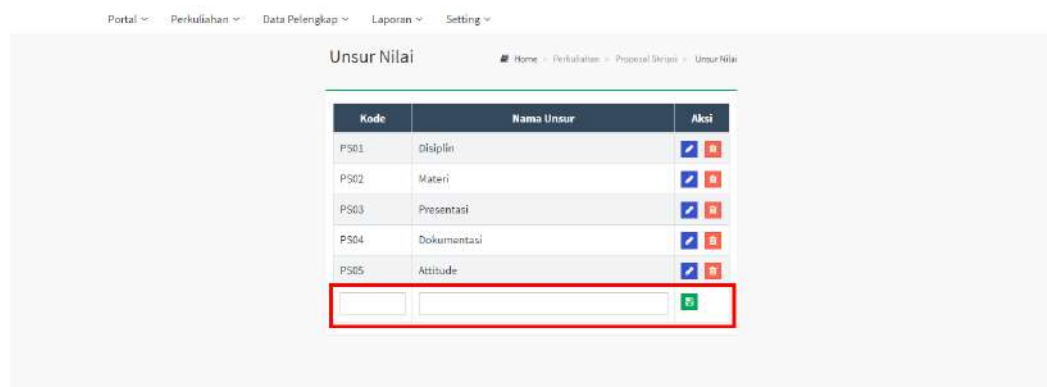 Portal Perkuliahan Data Pelengkap Laporan Setting
Unsur Nilai
Home > Perkuliahan > Proposal Skripsi > Unsur Nilai
Kode Nama Unsur Aksi
PS01 Disiplin
PS02 Materi
PS03 Presentasi
PS04 Dokumentasi
PS05 Attitude